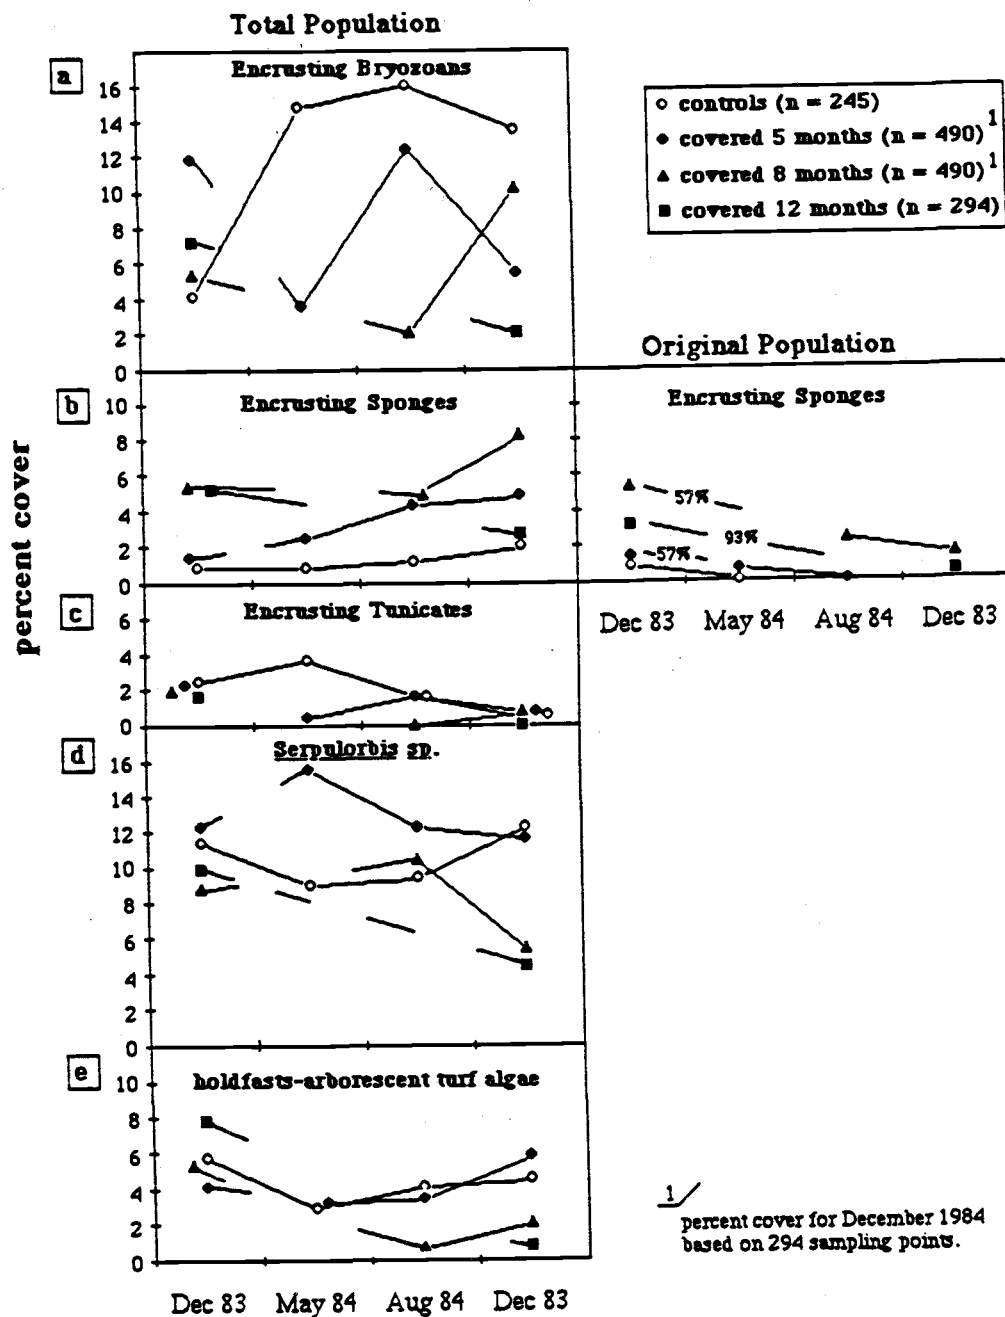 Total Population
a
Encrusting Bryozoans
16
14
12
10
8
6
4
2
0
o controls (n = 245)
◆ covered 5 months (n = 490) 1
▲ covered 8 months (n = 490) 1
■ covered 12 months (n = 294)
Original Population
percent cover
b
Encrusting Sponges
10
8
6
4
2
0
Encrusting Sponges
57%
93%
57%
Dec 83 May 84 Aug 84 Dec 83
c
Encrusting Tunicates
6
4
2
0
d
Serpulorbis sp.
16
14
12
10
8
6
4
2
0
e
holdfasts-arborescent turf algae
10
8
6
4
2
0
Dec 83 May 84 Aug 84 Dec 83
1/
percent cover for December 1984
based on 294 sampling points.